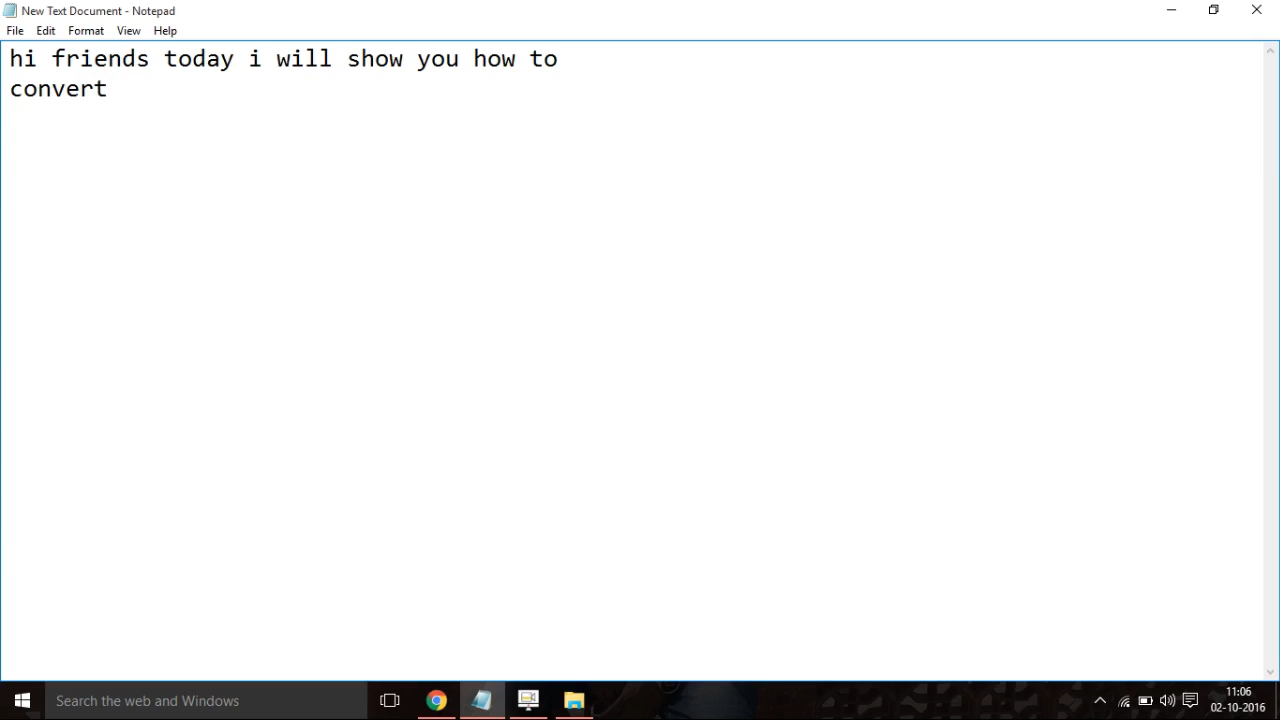 New Text Document - Notepad
File Edit Format View Help
hi friends today i will show you how to
convert
Search the web and Windows
11:06
02-10-2016